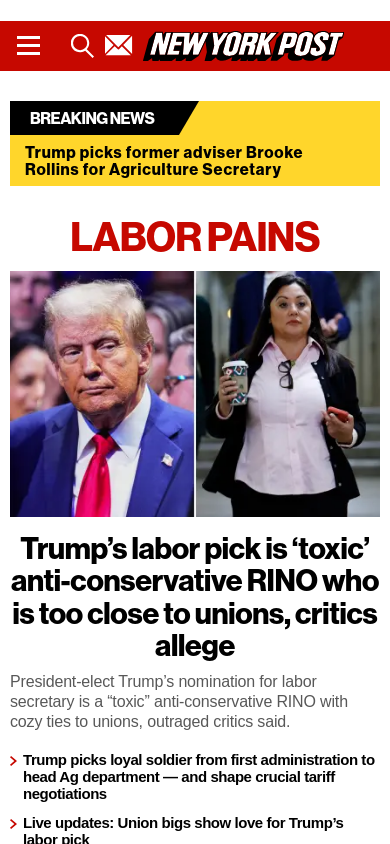 NEW YORK POST
BREAKING NEWS
Trump picks former adviser Brooke
Rollins for Agriculture Secretary
LABOR PAINS
Trump’s labor pick is ‘toxic’
anti-conservative RINO who
is too close to unions, critics
allege
President-elect Trump’s nomination for labor
secretary is a “toxic” anti-conservative RINO with
cozy ties to unions, outraged critics said.
Trump picks loyal soldier from first administration to
head Ag department — and shape crucial tariff
negotiations
Live updates: Union bigs show love for Trump’s
labor pick